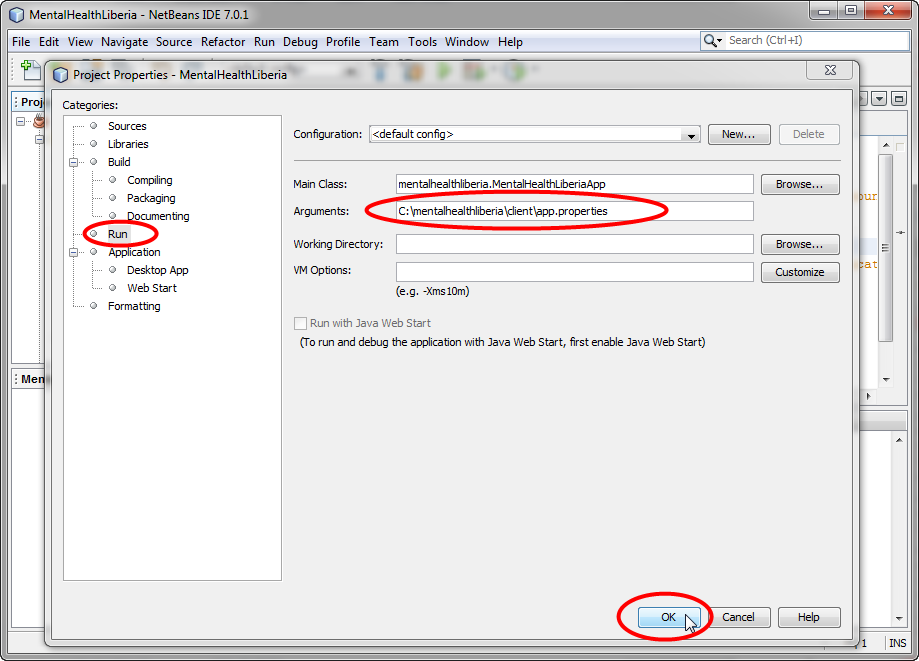 MentalHealthLiberia - NetBeans IDE 7.0.1
File Edit View Navigate Source Refactor Run Debug Profile Team Tools Window Help
Search (Ctrl+I)
Project Properties - MentalHealthLiberia
Categories:
Sources
Libraries
Build
Compiling
Packaging
Documenting
Run
Application
Desktop App
Web Start
Formatting
Configuration: <default config> New... Delete
Main Class: mentalhealthliberia.MentalHealthLiberiaApp Browse...
Arguments: C:\mentalhealthliberia\client\app.properties
Working Directory: Browse...
VM Options: Customize
(e.g. -Xms10m)
Run with Java Web Start
(To run and debug the application with Java Web Start, first enable Java Web Start)
OK Cancel Help
1 INS